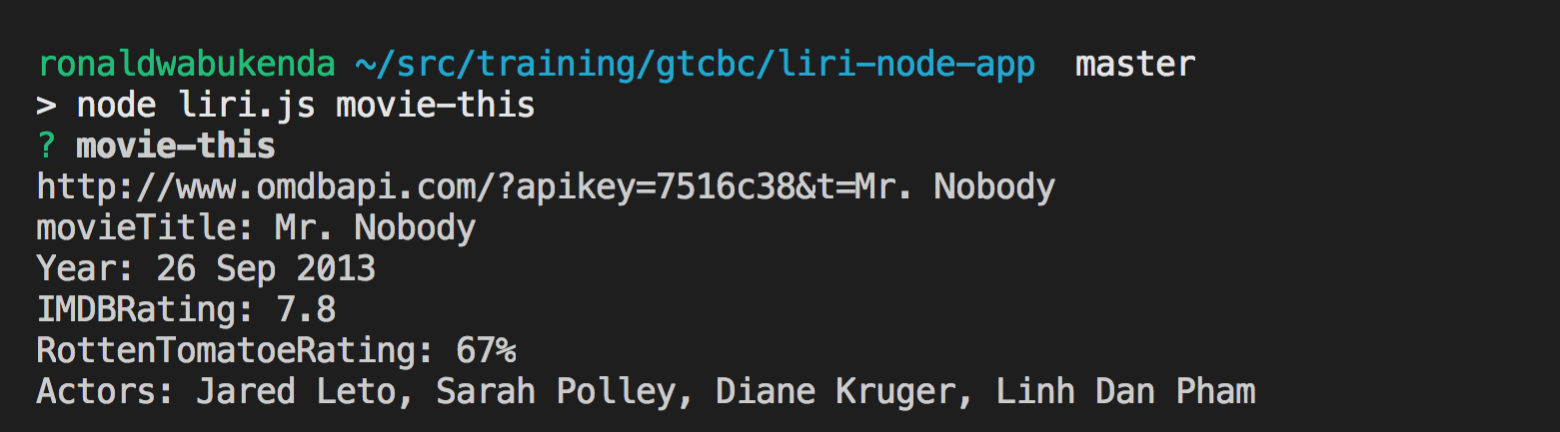 ronaldwabukenda ~/src/training/gtcbc/liri-node-app  master
> node liri.js movie-this
? movie-this
http://www.omdbapi.com/?apikey=7516c38&t=Mr. Nobody
movieTitle: Mr. Nobody
Year: 26 Sep 2013
IMDBRating: 7.8
RottenTomatoeRating: 67%
Actors: Jared Leto, Sarah Polley, Diane Kruger, Linh Dan Pham